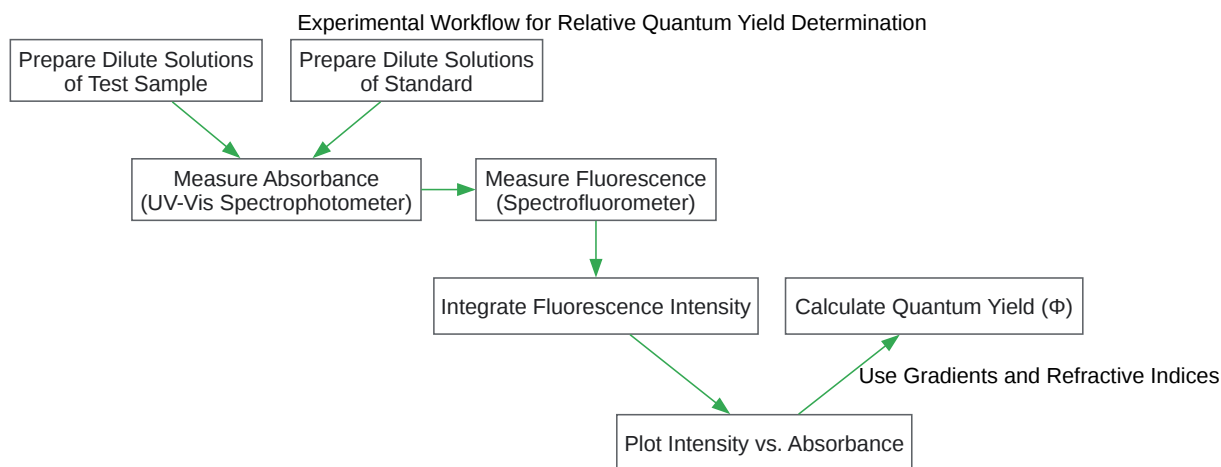 Experimental Workflow for Relative Quantum Yield Determination
Prepare Dilute Solutions
of Test Sample
Prepare Dilute Solutions
of Standard
Measure Absorbance
(UV-Vis Spectrophotometer)
Measure Fluorescence
(Spectrofluorometer)
Integrate Fluorescence Intensity
Calculate Quantum Yield (Φ)
Use Gradients and Refractive Indices
Plot Intensity vs. Absorbance